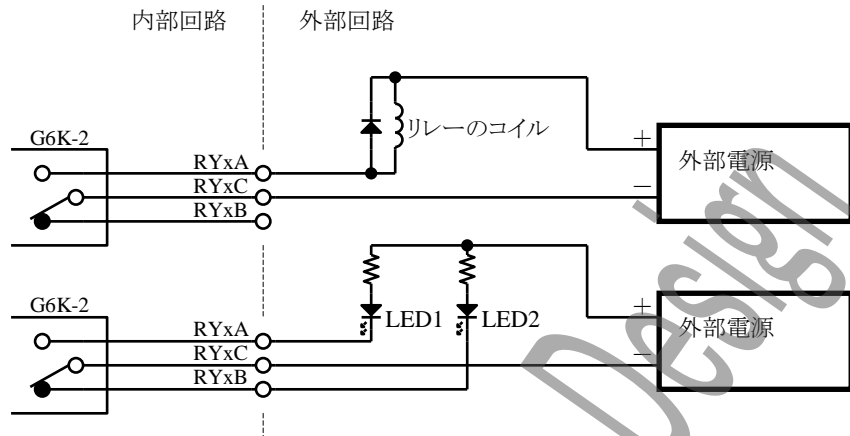 内部回路
外部回路
リレーのコイル
G6K-2
RYxA
RYxC
RYxB
+
−
外部電源
G6K-2
RYxA
RYxC
RYxB
LED1
LED2
+
−
外部電源
Design